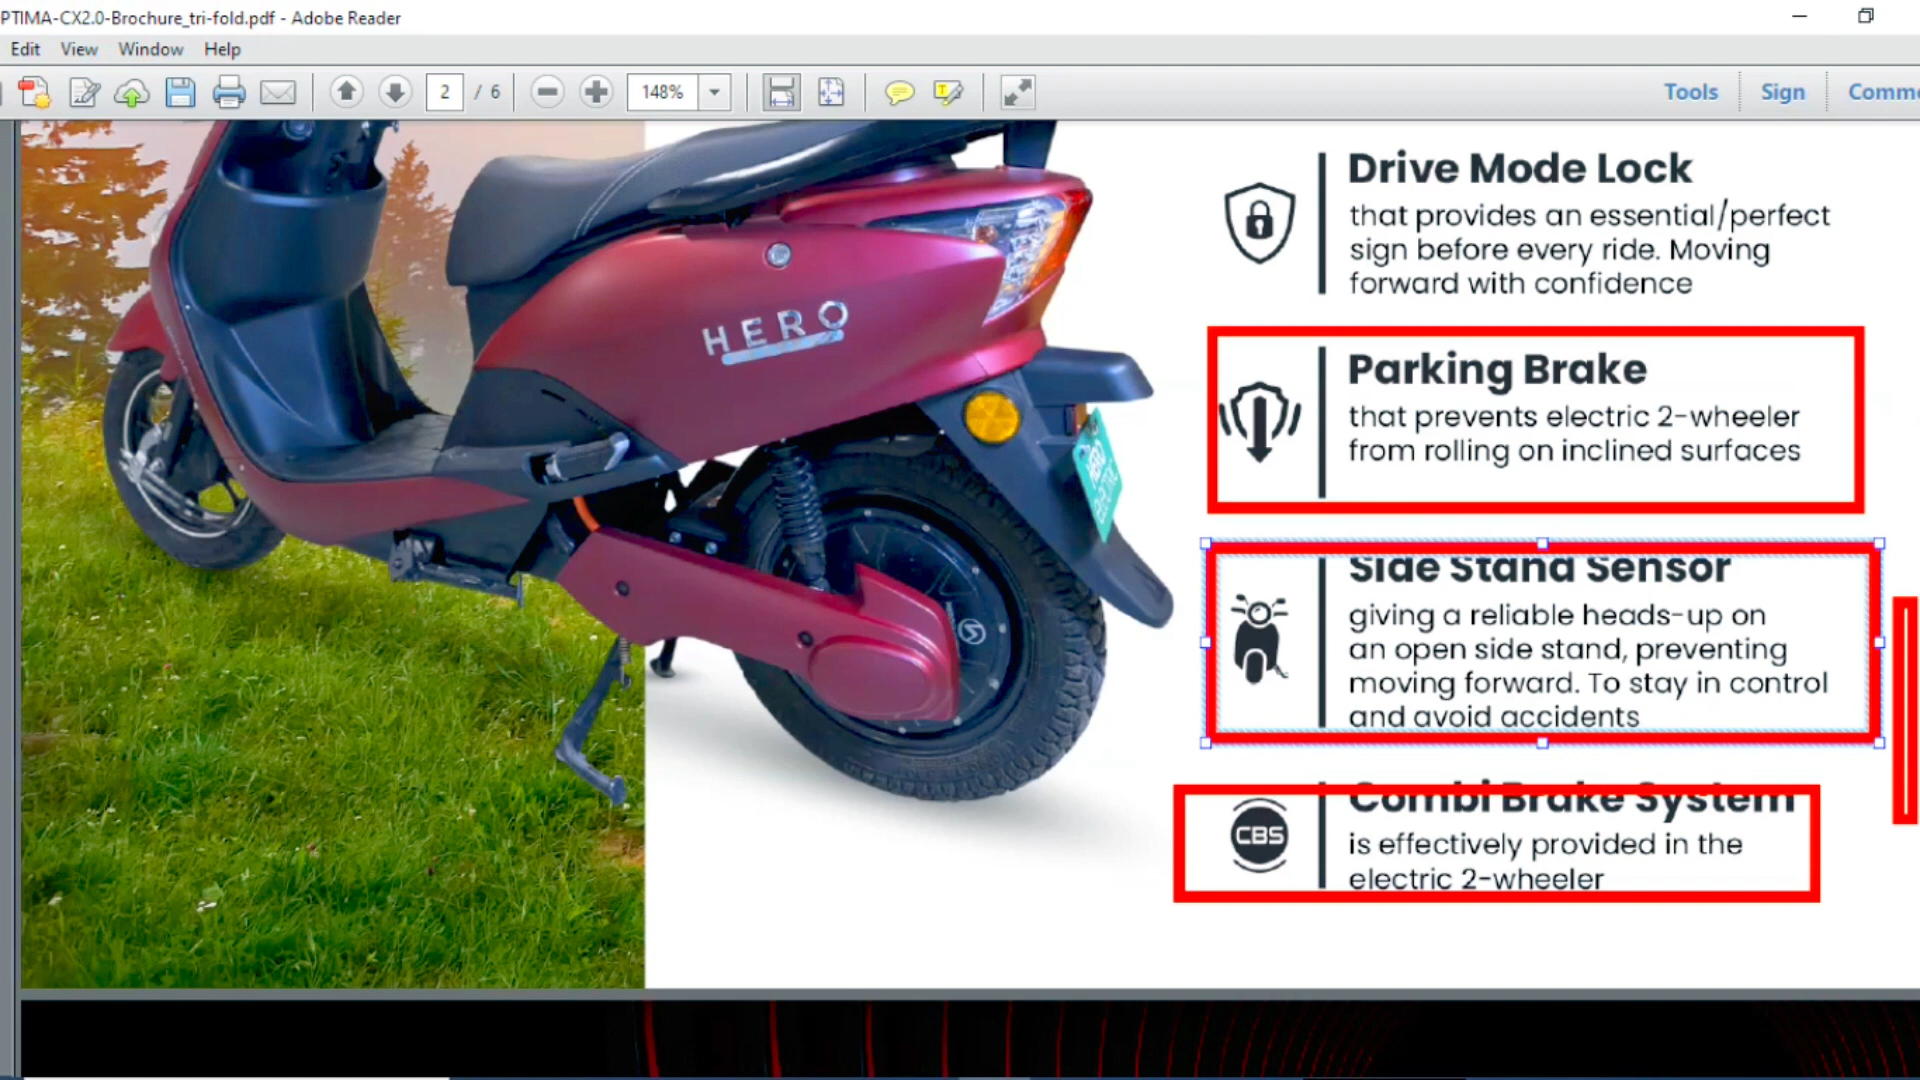 PTIMA-CX2.0-Brochure_tri-fold.pdf - Adobe Reader
Edit View Window Help
2 / 6 148% Tools Sign Comme
Drive Mode Lock
that provides an essential/perfect
sign before every ride. Moving
forward with confidence
HERO
Parking Brake
that prevents electric 2-wheeler
from rolling on inclined surfaces
HERO
ELECTRIC
Side Stand Sensor
giving a reliable heads-up on
an open side stand, preventing
moving forward. To stay in control
and avoid accidents
Combi Brake System
CBS
is effectively provided in the
electric 2-wheeler